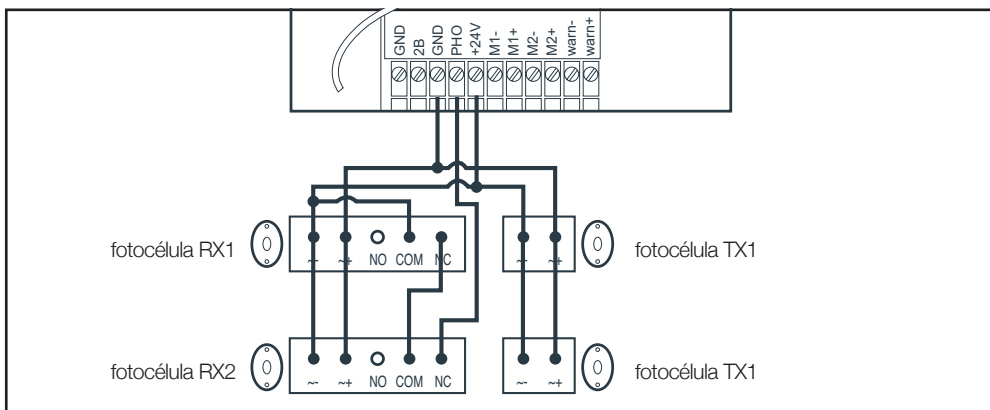 GND 2B GND PHO +24V M1- M1+ M2- M2+ warn- warn+
fotocélula RX1
~- ~+ NO COM NC
~- ~+
fotocélula TX1
fotocélula RX2
~- ~+ NO COM NC
~- ~+
fotocélula TX1